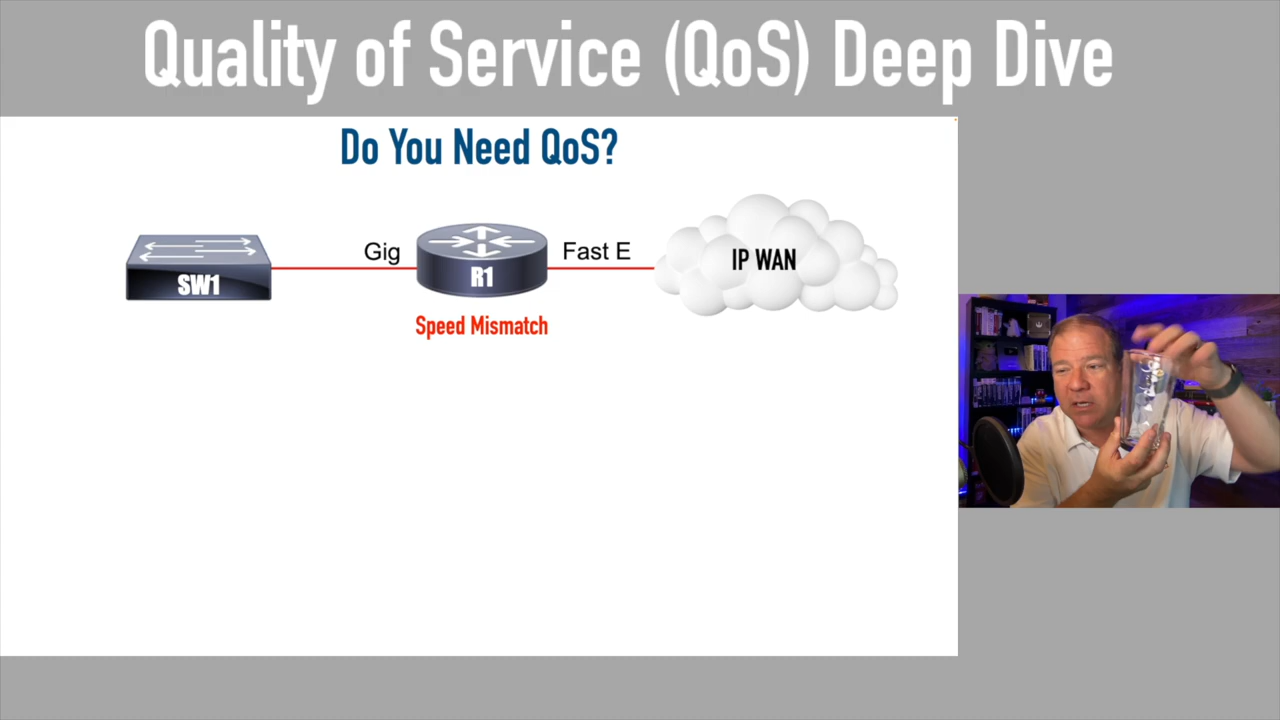 Quality of Service (QoS) Deep Dive
Do You Need QoS?
SW1
Gig
R1
Fast E
IP WAN
Speed Mismatch